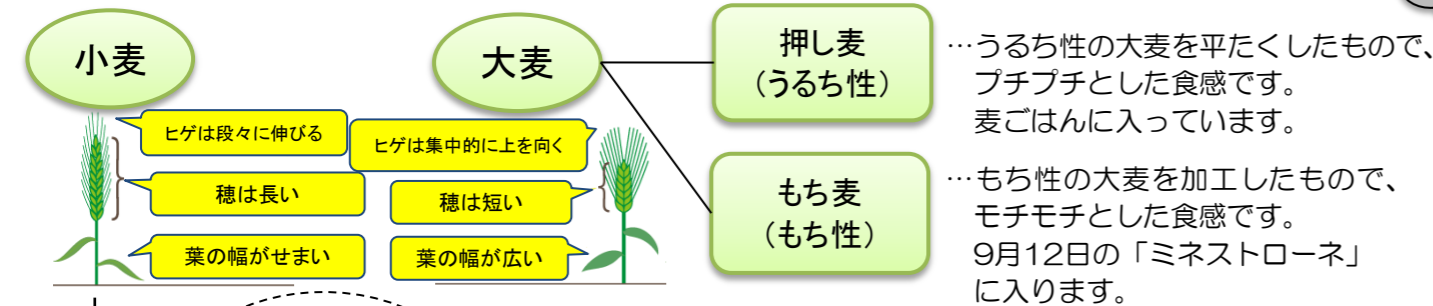 小麦
ヒゲは段々に伸びる
穂は長い
葉の幅がせまい
大麦
ヒゲは集中的に上を向く
穂は短い
葉の幅が広い
押し麦
(うるち性)
…うるち性の大麦を平たくしたもので、
プチプチとした食感です。
麦ごはんに入っています。
もち麦
(もち性)
…もち性の大麦を加工したもので、
モチモチとした食感です。
9月12日の「ミネストローネ」
に入ります。